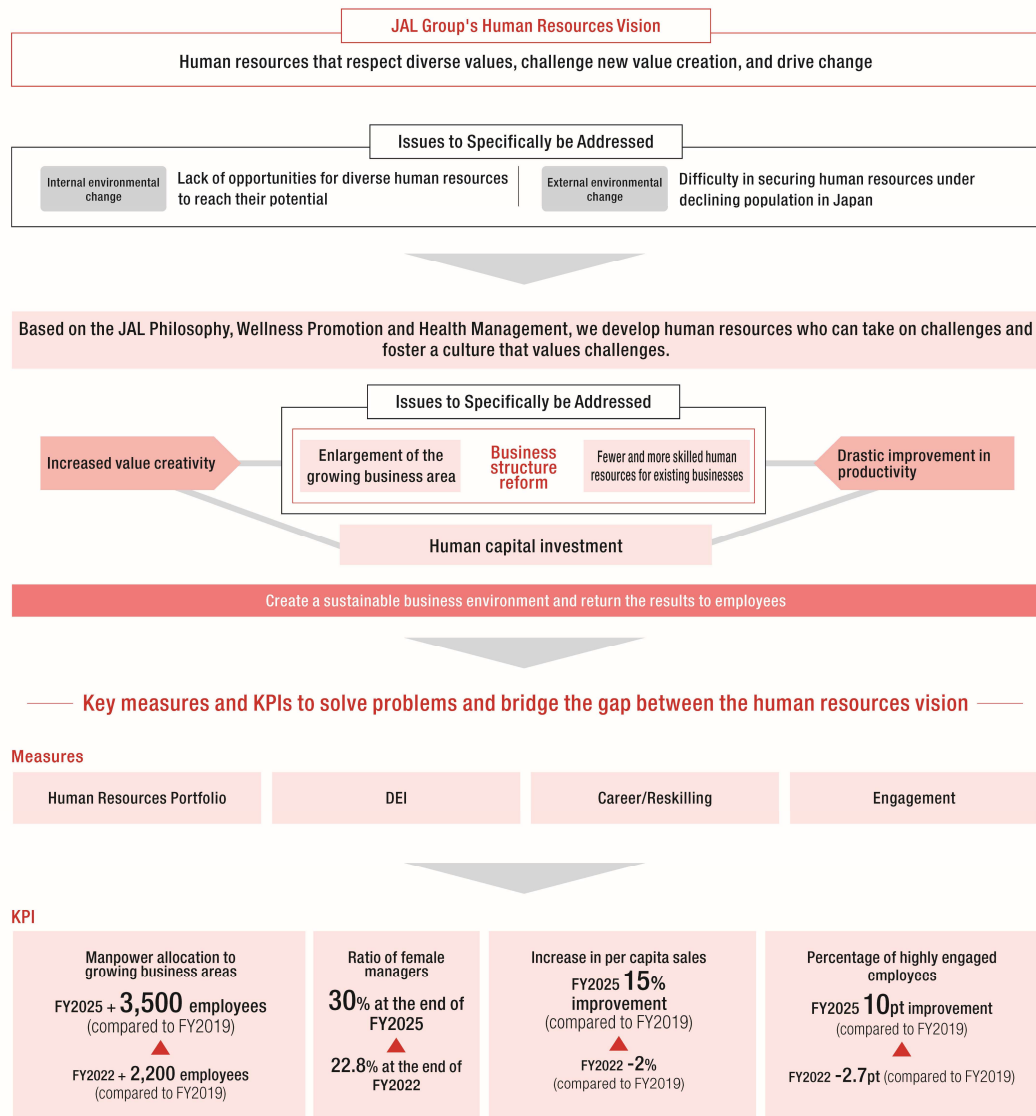 JAL Group's Human Resources Vision
Human resources that respect diverse values, challenge new value creation, and drive change
Issues to Specifically be Addressed
Internal environmental
change
Lack of opportunities for diverse human resources
to reach their potential
External environmental
change
Difficulty in securing human resources under
declining population in Japan
Based on the JAL Philosophy, Wellness Promotion and Health Management, we develop human resources who can take on challenges and
foster a culture that values challenges.
Issues to Specifically be Addressed
Increased value creativity
Enlargement of the
growing business area
Business
structure
reform
Fewer and more skilled human
resources for existing businesses
Drastic improvement in
productivity
Human capital investment
Create a sustainable business environment and return the results to employees
Key measures and KPIs to solve problems and bridge the gap between the human resources vision
Measures
Human Resources Portfolio
DEI
Career/Reskilling
Engagement
KPI
Manpower allocation to
growing business areas
FY2025 + 3,500 employees
(compared to FY2019)
FY2022 + 2,200 employees
(compared to FY2019)
Ratio of female
managers
30% at the end of
FY2025
22.8% at the end of
FY2022
Increase in per capita sales
FY2025 15%
improvement
(compared to FY2019)
FY2022 -2%
(compared to FY2019)
Percentage of highly engaged
employees
FY2025 10pt improvement
(compared to FY2019)
FY2022 -2.7pt (compared to FY2019)